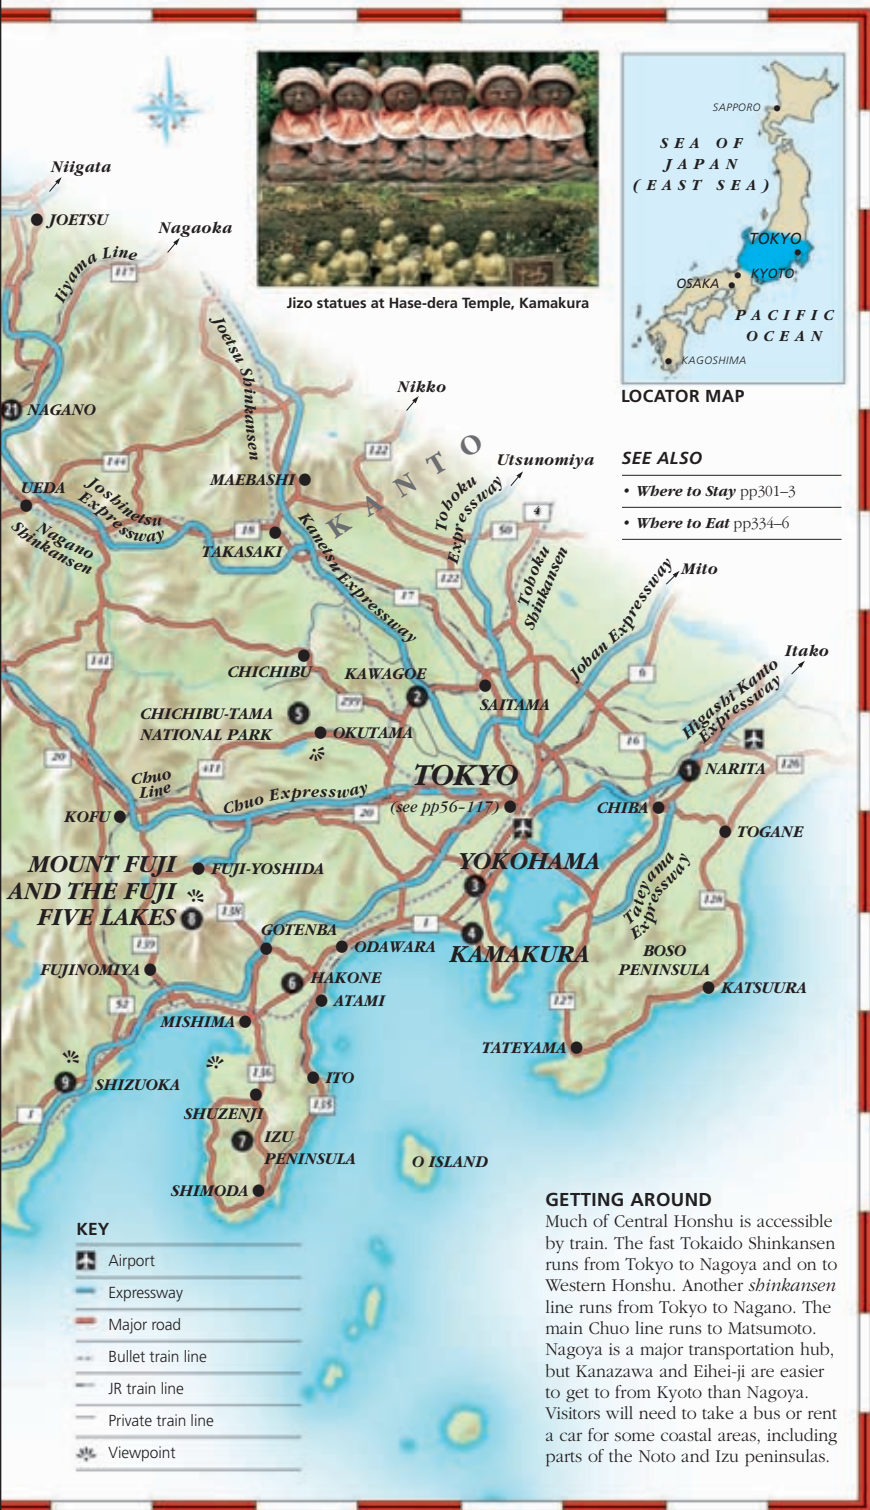 Jizo statues at Hase-dera Temple, Kamakura
SAPPORO
SEA OF
JAPAN
(EAST SEA)
TOKYO
KYOTO
OSAKA
PACIFIC
OCEAN
KAGOSHIMA
LOCATOR MAP
SEE ALSO
• Where to Stay pp301–3
• Where to Eat pp334–6
Niigata
JOETSU
Nagaoka
Iiyama Line
117
Joetsu Shinkansen
Nikko
21 NAGANO
KANTO
122
Utsunomiya
144
UEDA
MAEBASHI
Joshinetsu
Expressway
Tohoku
Expressway
4
50
18
Nagano
Shinkansen
TAKASAKI
Kanetsu Expressway
Tohoku
Shinkansen
122
17
Joban Expressway
Mito
Itako
141
CHICHIBU
KAWAGOE
2
6
299
SAITAMA
Higashi Kanto
Expressway
CHICHIBU-TAMA
NATIONAL PARK
5
OKUTAMA
16
20
411
1 NARITA
126
Chuo
Line
TOKYO
(see pp56–117)
Chuo Expressway
20
KOFU
CHIBA
TOGANE
MOUNT FUJI
AND THE FUJI
FIVE LAKES
8
FUJI-YOSHIDA
YOKOHAMA
3
Tateyama
Expressway
138
128
1
4
GOTENBA
139
ODAWARA
KAMAKURA
BOSO
PENINSULA
FUJINOMIYA
6 HAKONE
KATSUURA
52
ATAMI
127
MISHIMA
TATEYAMA
9 SHIZUOKA
136
ITO
1
SHUZENJI
135
7 IZU
PENINSULA
O ISLAND
SHIMODA
KEY
Airport
Expressway
Major road
Bullet train line
JR train line
Private train line
Viewpoint
GETTING AROUND
Much of Central Honshu is accessible
by train. The fast Tokaido Shinkansen
runs from Tokyo to Nagoya and on to
Western Honshu. Another shinkansen
line runs from Tokyo to Nagano. The
main Chuo line runs to Matsumoto.
Nagoya is a major transportation hub,
but Kanazawa and Eihei-ji are easier
to get to from Kyoto than Nagoya.
Visitors will need to take a bus or rent
a car for some coastal areas, including
parts of the Noto and Izu peninsulas.